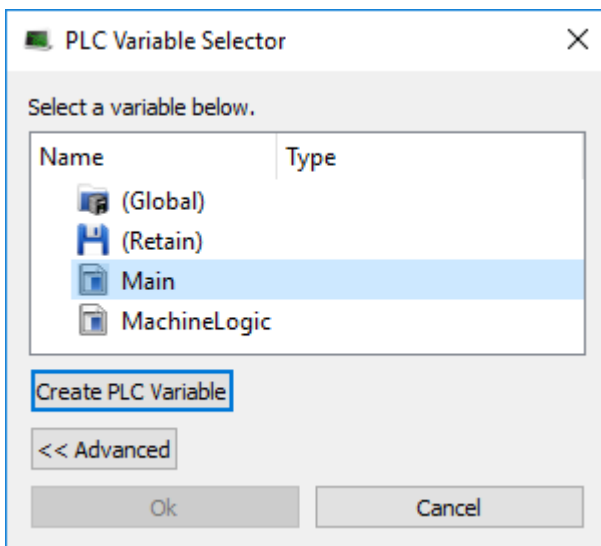 PLC Variable Selector
Select a variable below.
Name Type
(Global)
(Retain)
Main
MachineLogic
Create PLC Variable
<< Advanced
Ok Cancel